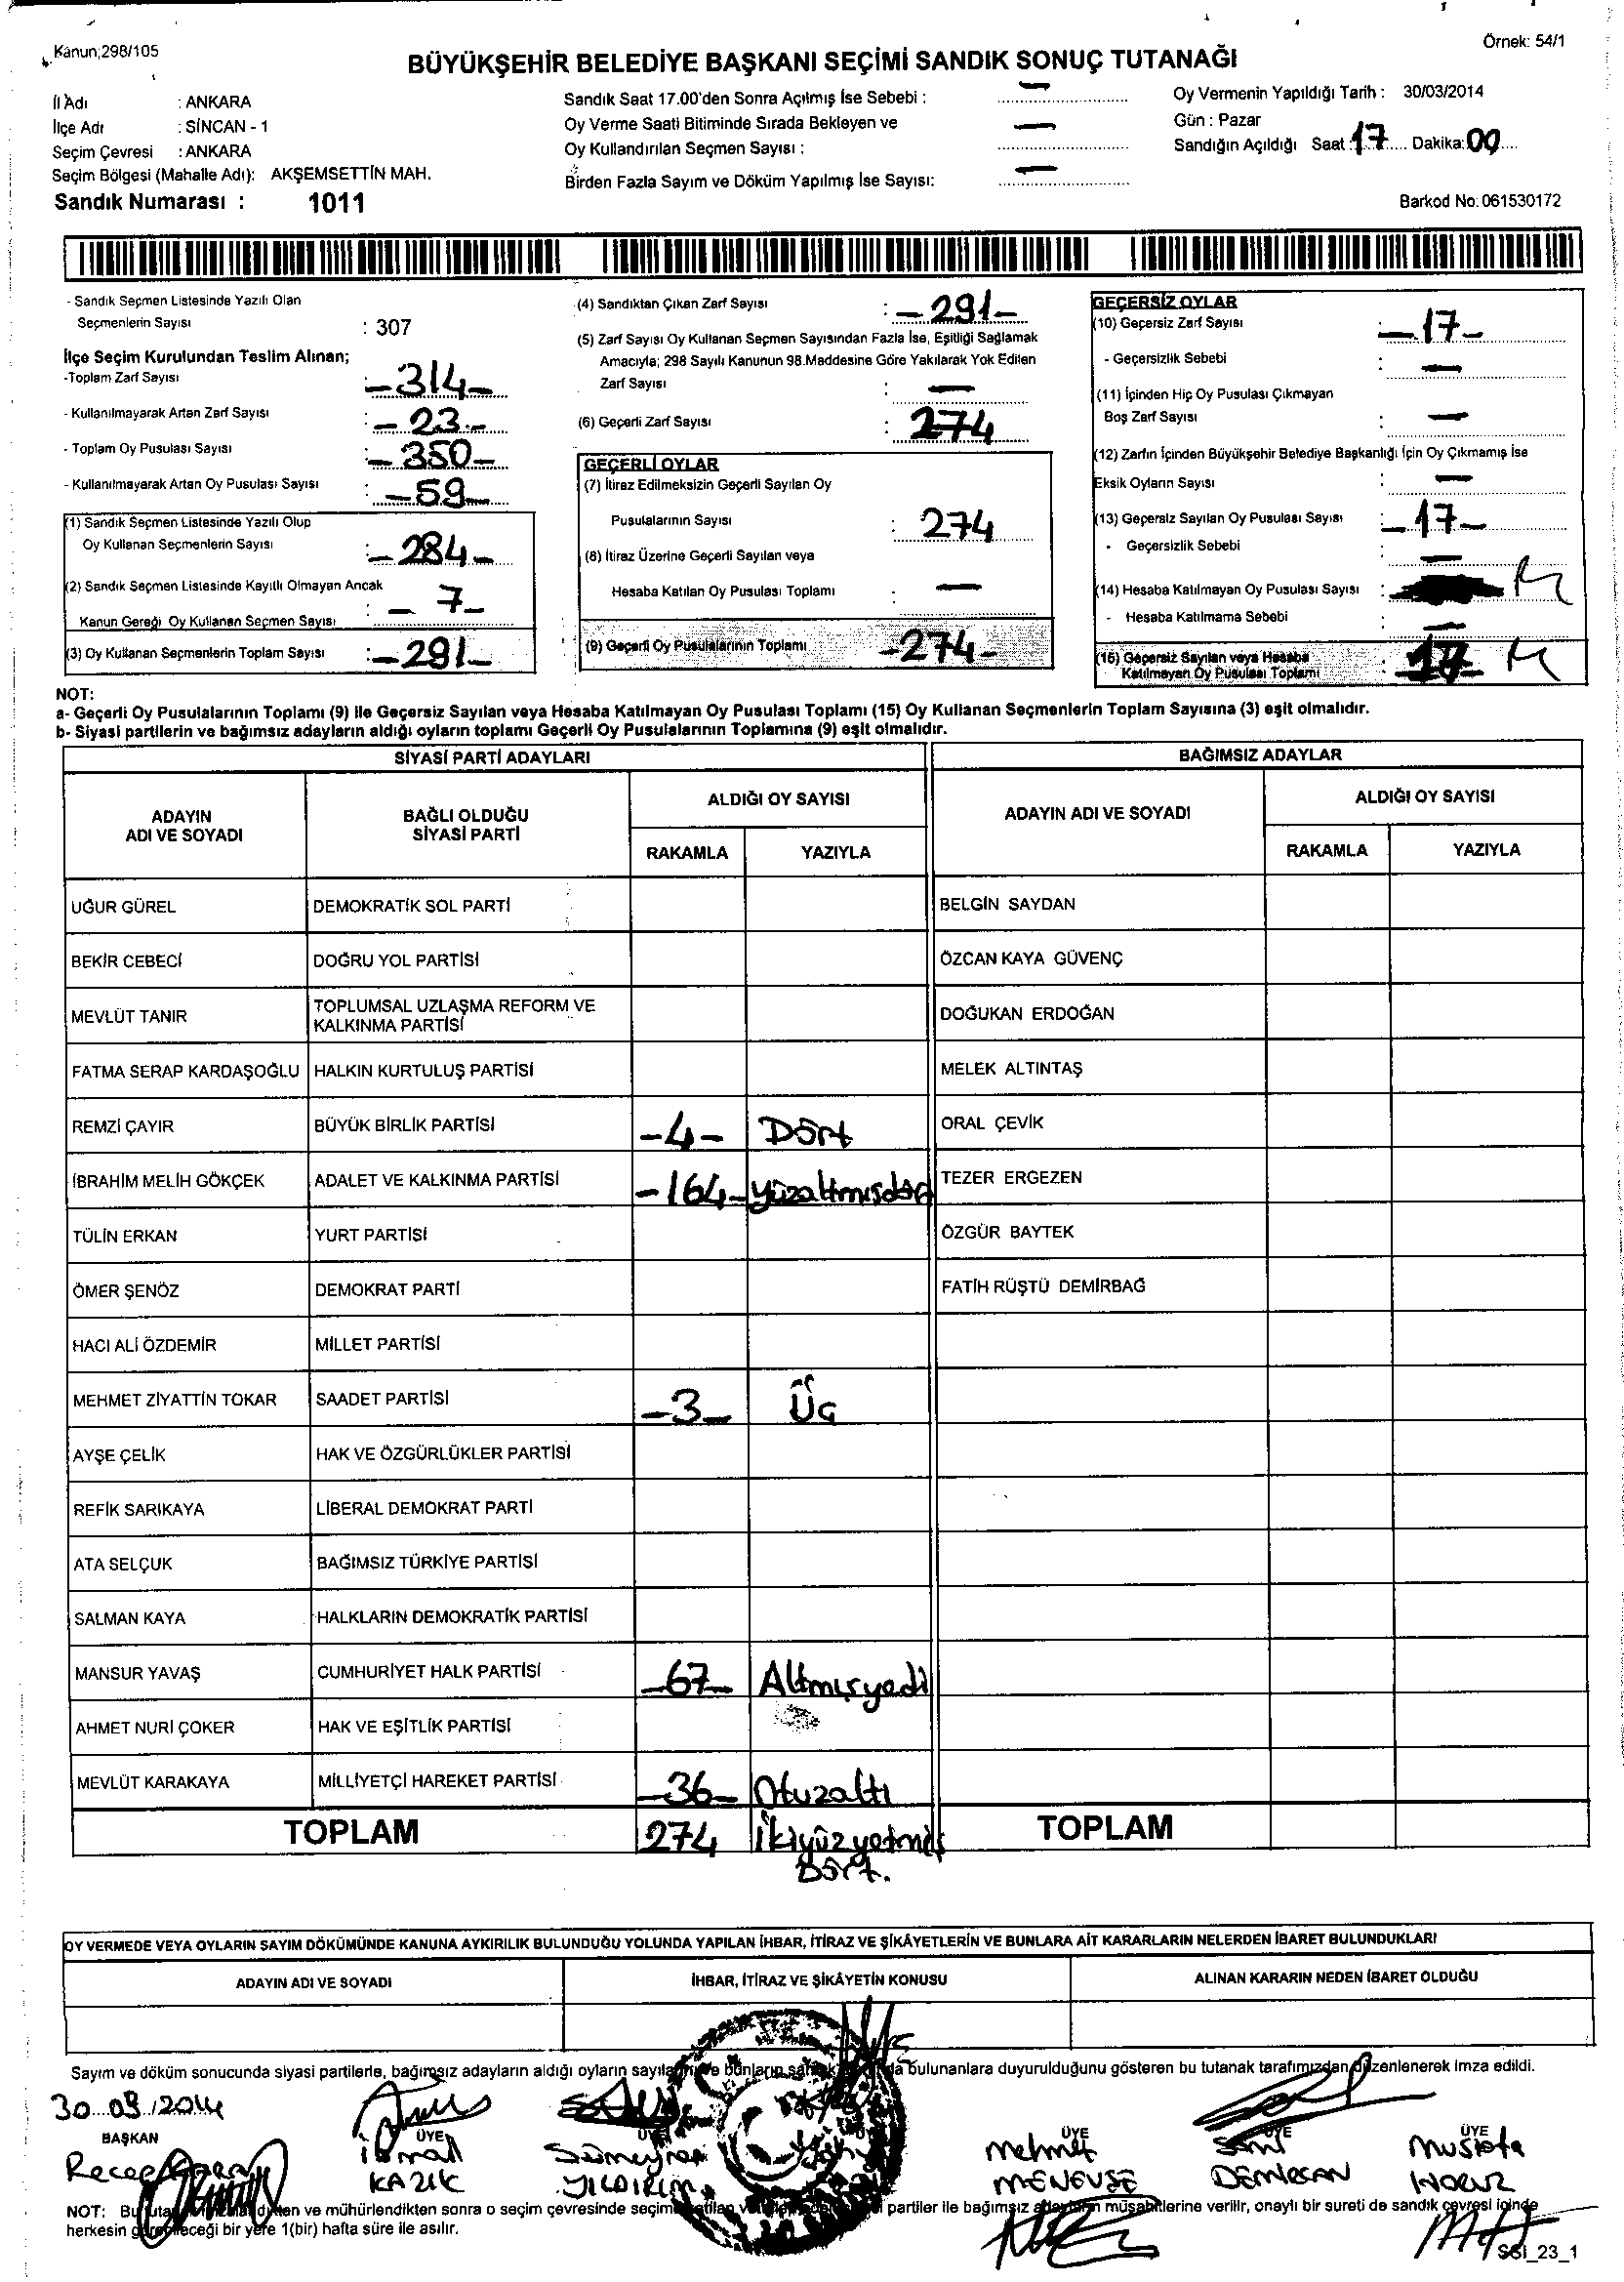 Kanun;298/105
Örnek: 54/1
BÜYÜKŞEHİR BELEDİYE BAŞKANI SEÇİMİ SANDIK SONUÇ TUTANAĞI
İl Adı : ANKARA
İlçe Adı : SİNCAN - 1
Seçim Çevresi : ANKARA
Seçim Bölgesi (Mahalle Adı): AKŞEMSETTİN MAH.
Sandık Numarası : 1011
Sandık Saat 17.00'den Sonra Açılmış İse Sebebi : —
Oy Verme Saati Bitiminde Sırada Bekleyen ve
Oy Kullandırılan Seçmen Sayısı : —
Birden Fazla Sayım ve Döküm Yapılmış İse Sayısı: —
Oy Vermenin Yapıldığı Tarih : 30/03/2014
Gün : Pazar
Sandığın Açıldığı Saat : 17 Dakika: 00
Barkod No: 061530172
- Sandık Seçmen Listesinde Yazılı Olan
Seçmenlerin Sayısı : 307
İlçe Seçim Kurulundan Teslim Alınan;
-Toplam Zarf Sayısı : -314-
- Kullanılmayarak Artan Zarf Sayısı : -23-
- Toplam Oy Pusulası Sayısı : -350-
- Kullanılmayarak Artan Oy Pusulası Sayısı : -59-
(1) Sandık Seçmen Listesinde Yazılı Olup
Oy Kullanan Seçmenlerin Sayısı : -284-
(2) Sandık Seçmen Listesinde Kayıtlı Olmayan Ancak
Kanun Gereği Oy Kullanan Seçmen Sayısı : -7-
(3) Oy Kullanan Seçmenlerin Toplam Sayısı : -291-
(4) Sandıktan Çıkan Zarf Sayısı : -291-
(5) Zarf Sayısı Oy Kullanan Seçmen Sayısından Fazla İse, Eşitliği Sağlamak
Amacıyla; 298 Sayılı Kanunun 98.Maddesine Göre Yakılarak Yok Edilen
Zarf Sayısı : —
(6) Geçerli Zarf Sayısı : 274
GEÇERLİ OYLAR
(7) İtiraz Edilmeksizin Geçerli Sayılan Oy
Pusulalarının Sayısı : 274
(8) İtiraz Üzerine Geçerli Sayılan veya
Hesaba Katılan Oy Pusulası Toplamı : —
(9) Geçerli Oy Pusulalarının Toplamı -274-
GEÇERSİZ OYLAR
(10) Geçersiz Zarf Sayısı -17-
- Geçersizlik Sebebi : —
(11) İçinden Hiç Oy Pusulası Çıkmayan
Boş Zarf Sayısı : —
(12) Zarfın İçinden Büyükşehir Belediye Başkanlığı İçin Oy Çıkmamış İse
Eksik Oyların Sayısı : —
(13) Geçersiz Sayılan Oy Pusulası Sayısı : -17-
- Geçersizlik Sebebi : —
(14) Hesaba Katılmayan Oy Pusulası Sayısı :
- Hesaba Katılmama Sebebi : —
(15) Geçersiz Sayılan veya Hesaba
Katılmayan Oy Pusulası Toplamı : -17-
NOT:
a- Geçerli Oy Pusulalarının Toplamı (9) ile Geçersiz Sayılan veya Hesaba Katılmayan Oy Pusulası Toplamı (15) Oy Kullanan Seçmenlerin Toplam Sayısına (3) eşit olmalıdır.
b- Siyasi partilerin ve bağımsız adayların aldığı oyların toplamı Geçerli Oy Pusulalarının Toplamına (9) eşit olmalıdır.
SİYASİ PARTİ ADAYLARI
BAĞIMSIZ ADAYLAR
ADAYIN
ADI VE SOYADI
BAĞLI OLDUĞU
SİYASİ PARTİ
ALDIĞI OY SAYISI
RAKAMLA YAZIYLA
ADAYIN ADI VE SOYADI
ALDIĞI OY SAYISI
RAKAMLA YAZIYLA
UĞUR GÜREL DEMOKRATİK SOL PARTİ BELGİN SAYDAN
BEKİR CEBECİ DOĞRU YOL PARTİSİ ÖZCAN KAYA GÜVENÇ
MEVLÜT TANIR TOPLUMSAL UZLAŞMA REFORM VE
KALKINMA PARTİSİ DOĞUKAN ERDOĞAN
FATMA SERAP KARDAŞOĞLU HALKIN KURTULUŞ PARTİSİ MELEK ALTINTAŞ
REMZİ ÇAYIR BÜYÜK BİRLİK PARTİSİ -4- Dört ORAL ÇEVİK
İBRAHİM MELİH GÖKÇEK ADALET VE KALKINMA PARTİSİ -164- yüzaltmışdört TEZER ERGEZEN
TÜLİN ERKAN YURT PARTİSİ ÖZGÜR BAYTEK
ÖMER ŞENÖZ DEMOKRAT PARTİ FATİH RÜŞTÜ DEMİRBAĞ
HACI ALİ ÖZDEMİR MİLLET PARTİSİ
MEHMET ZİYATTİN TOKAR SAADET PARTİSİ -3- Üç
AYŞE ÇELİK HAK VE ÖZGÜRLÜKLER PARTİSİ
REFİK SARIKAYA LİBERAL DEMOKRAT PARTİ
ATA SELÇUK BAĞIMSIZ TÜRKİYE PARTİSİ
SALMAN KAYA HALKLARIN DEMOKRATİK PARTİSİ
MANSUR YAVAŞ CUMHURİYET HALK PARTİSİ -67- Altmışyedi
AHMET NURİ ÇOKER HAK VE EŞİTLİK PARTİSİ
MEVLÜT KARAKAYA MİLLİYETÇİ HAREKET PARTİSİ -36- Otuzaltı
TOPLAM 274 İkiyüzyetmiş TOPLAM
Dört.
OY VERMEDE VEYA OYLARIN SAYIM DÖKÜMÜNDE KANUNA AYKIRILIK BULUNDUĞU YOLUNDA YAPILAN İHBAR, İTİRAZ VE ŞİKÂYETLERİN VE BUNLARA AİT KARARLARIN NELERDEN İBARET BULUNDUKLARI
ADAYIN ADI VE SOYADI İHBAR, İTİRAZ VE ŞİKÂYETİN KONUSU ALINAN KARARIN NEDEN İBARET OLDUĞU
Sayım ve döküm sonucunda siyasi partilerle, bağımsız adayların aldığı oyların bulunanlara duyurulduğunu gösteren bu tutanak tarafımızdan düzenlenerek imza edildi.
30.03.2014
BAŞKAN ÜYE ÜYE ÜYE ÜYE
Recep İsmail Sümeyra Mehmet Sami Mustafa
KAZIK YILDIRIM MENEVŞE DEMİRCAN
NOT: ve mühürlendikten sonra o seçim çevresinde partiler ile bağımsız müşahitlerine verilir, onaylı bir sureti de sandık çevresi içinde
herkesin göreceği bir yere 1(bir) hafta süre ile asılır.
SSİ_23_1